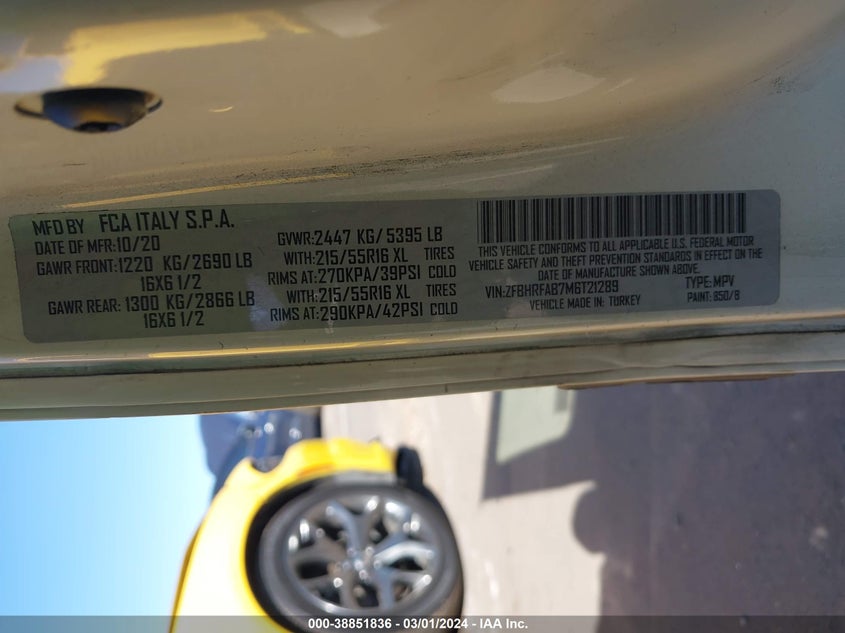 MFD BY FCA ITALY S.P.A.
DATE OF MFR:10/20
GAWR FRONT:1220 KG/2690 LB
16X6 1/2
GAWR REAR: 1300 KG/2866 LB
16X6 1/2
GVWR:2447 KG/ 5395 LB
WITH:215/55R16 XL TIRES
RIMS AT:270KPA/39PSI COLD
WITH:215/55R16 XL TIRES
RIMS AT:290KPA/42PSI COLD
THIS VEHICLE CONFORMS TO ALL APPLICABLE U.S. FEDERAL MOTOR
VEHICLE SAFETY AND THEFT PREVENTION STANDARDS IN EFFECT ON THE
DATE OF MANUFACTURE SHOWN ABOVE.
VIN:ZFBHRFAB7M6T21289 TYPE: MPV
VEHICLE MADE IN: TURKEY PAINT: 850/B
000-38851836 - 03/01/2024 - IAA Inc.